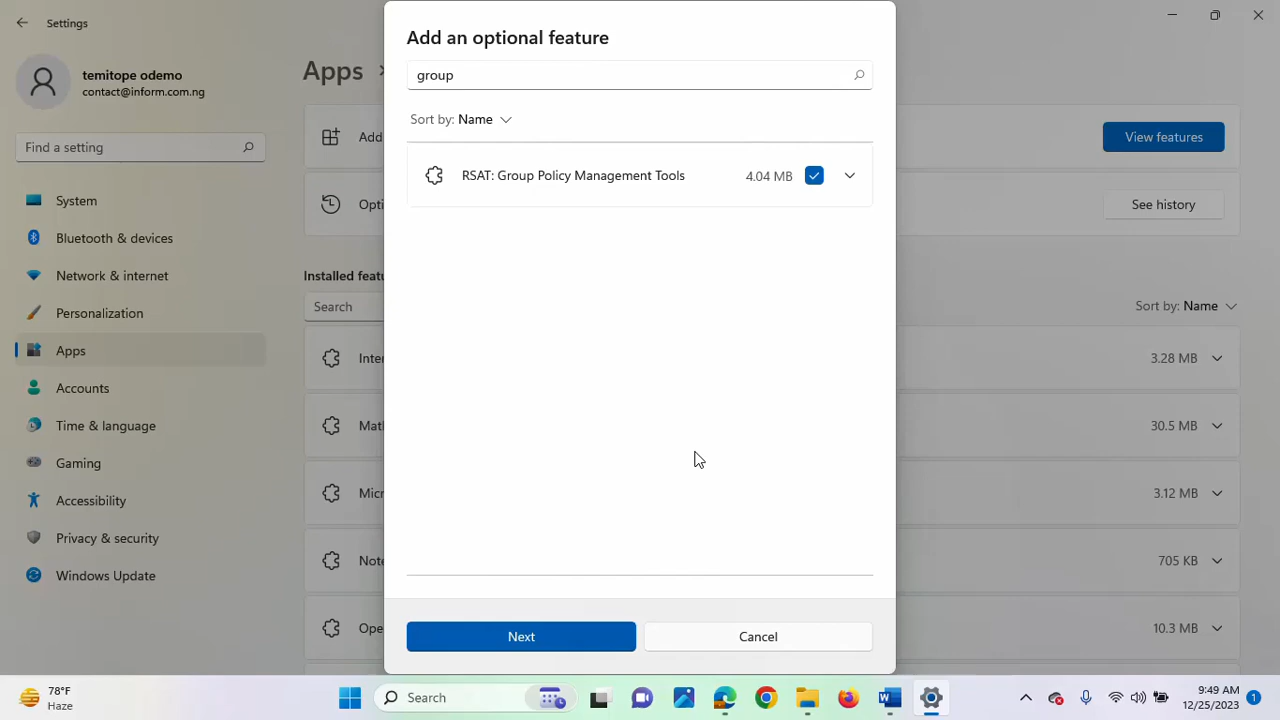 Settings
temitope odemo
contact@inform.com.ng
Find a setting
System
Bluetooth & devices
Network & internet
Personalization
Apps
Accounts
Time & language
Gaming
Accessibility
Privacy & security
Windows Update
Apps
Add
View features
Opti
See history
Installed featu
Search
Sort by: Name
Inter
3.28 MB
Math
30.5 MB
Micr
3.12 MB
Note
705 KB
Ope
10.3 MB
Add an optional feature
group
Sort by: Name
RSAT: Group Policy Management Tools
4.04 MB
Next
Cancel
78°F
Haze
Search
9:49 AM
12/25/2023
1